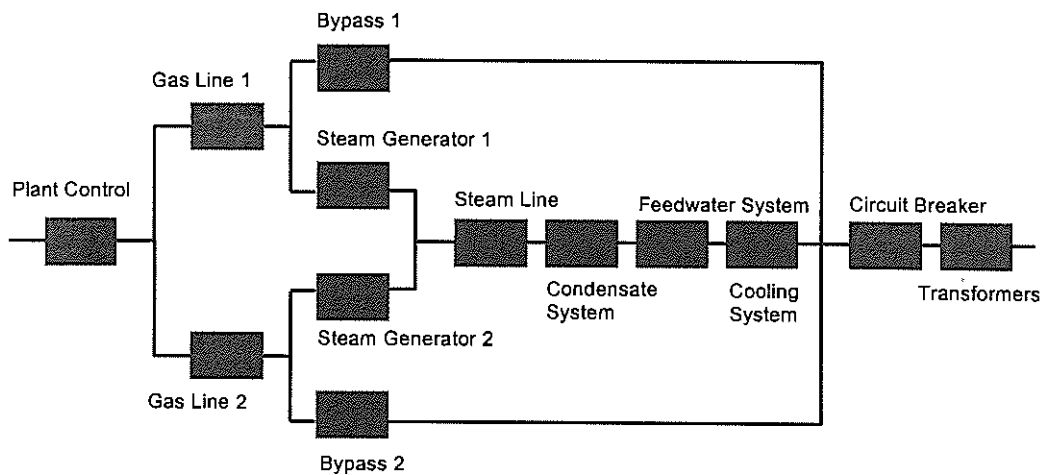 Bypass 1
Gas Line 1
Steam Generator 1
Plant Control
Steam Line
Feedwater System
Circuit Breaker
Condensate
System
Cooling
System
Transformers
Steam Generator 2
Gas Line 2
Bypass 2